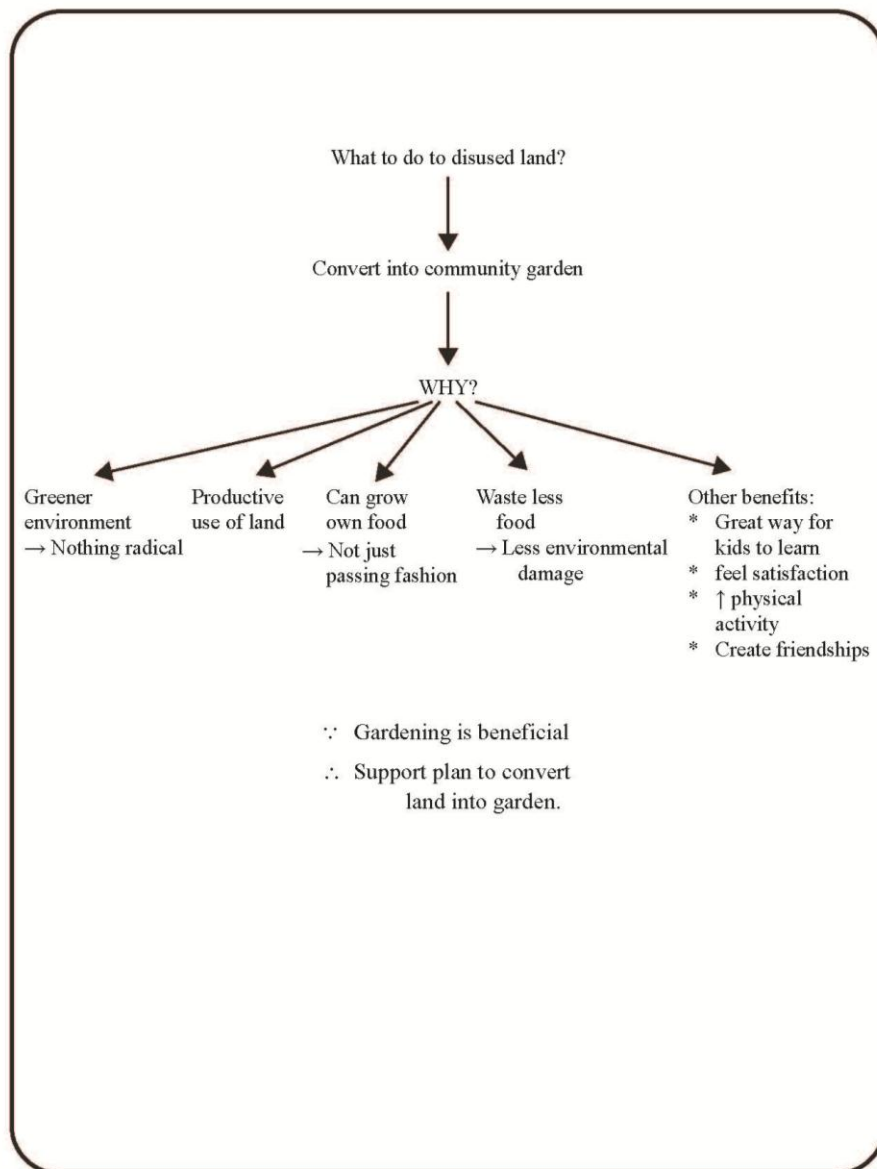 What to do to disused land?
Convert into community garden
WHY?
Greener
environment
→ Nothing radical
Productive
use of land
Can grow
own food
→ Not just
passing fashion
Waste less
food
→ Less environmental
damage
Other benefits:
* Great way for
kids to learn
* feel satisfaction
* ↑ physical
activity
* Create friendships
∵ Gardening is beneficial
∴ Support plan to convert
land into garden.